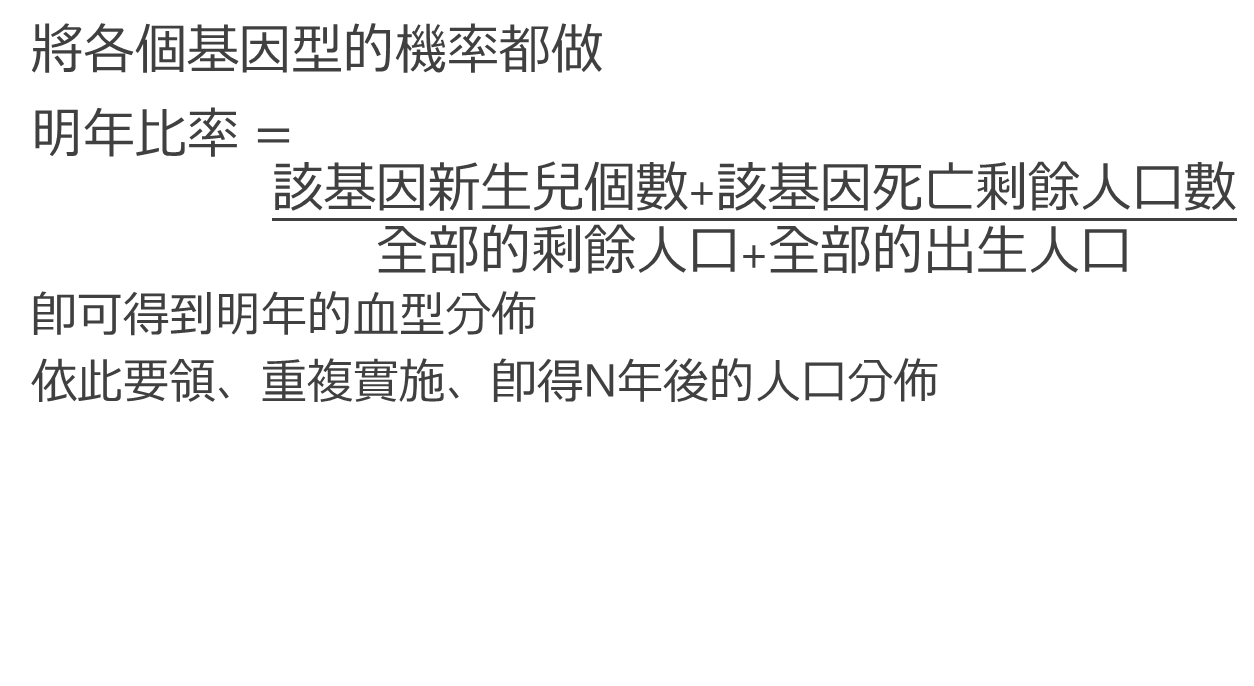 將各個基因型的機率都做
明年比率 =
該基因新生兒個數+該基因死亡剩餘人口數
全部的剩餘人口+全部的出生人口
即可得到明年的血型分佈
依此要領、重複實施、即得N年後的人口分佈